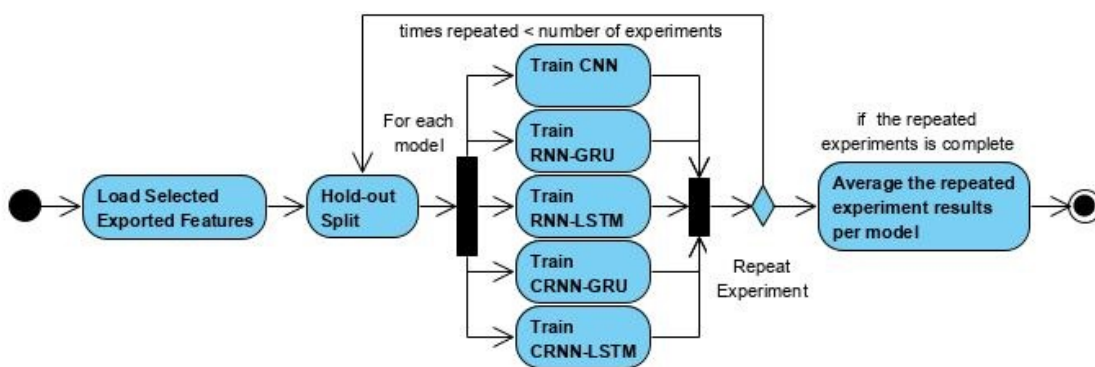 times repeated < number of experiments
Train CNN
For each
model
Train
RNN-GRU
if the repeated
experiments is complete
Load Selected
Exported Features
Hold-out
Split
Train
RNN-LSTM
Average the repeated
experiment results
per model
Train
CRNN-GRU
Repeat
Experiment
Train
CRNN-LSTM